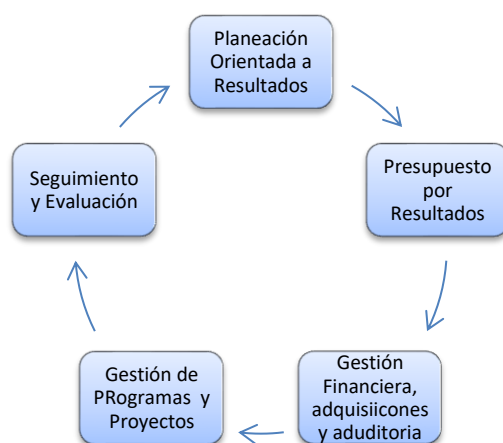 Planeación
Orientada a
Resultados
Presupuesto
por
Resultados
Gestión
Financiera,
adquisiicones
y aduditoria
Gestión de
PRogramas y
Proyectos
Seguimiento
y Evaluación